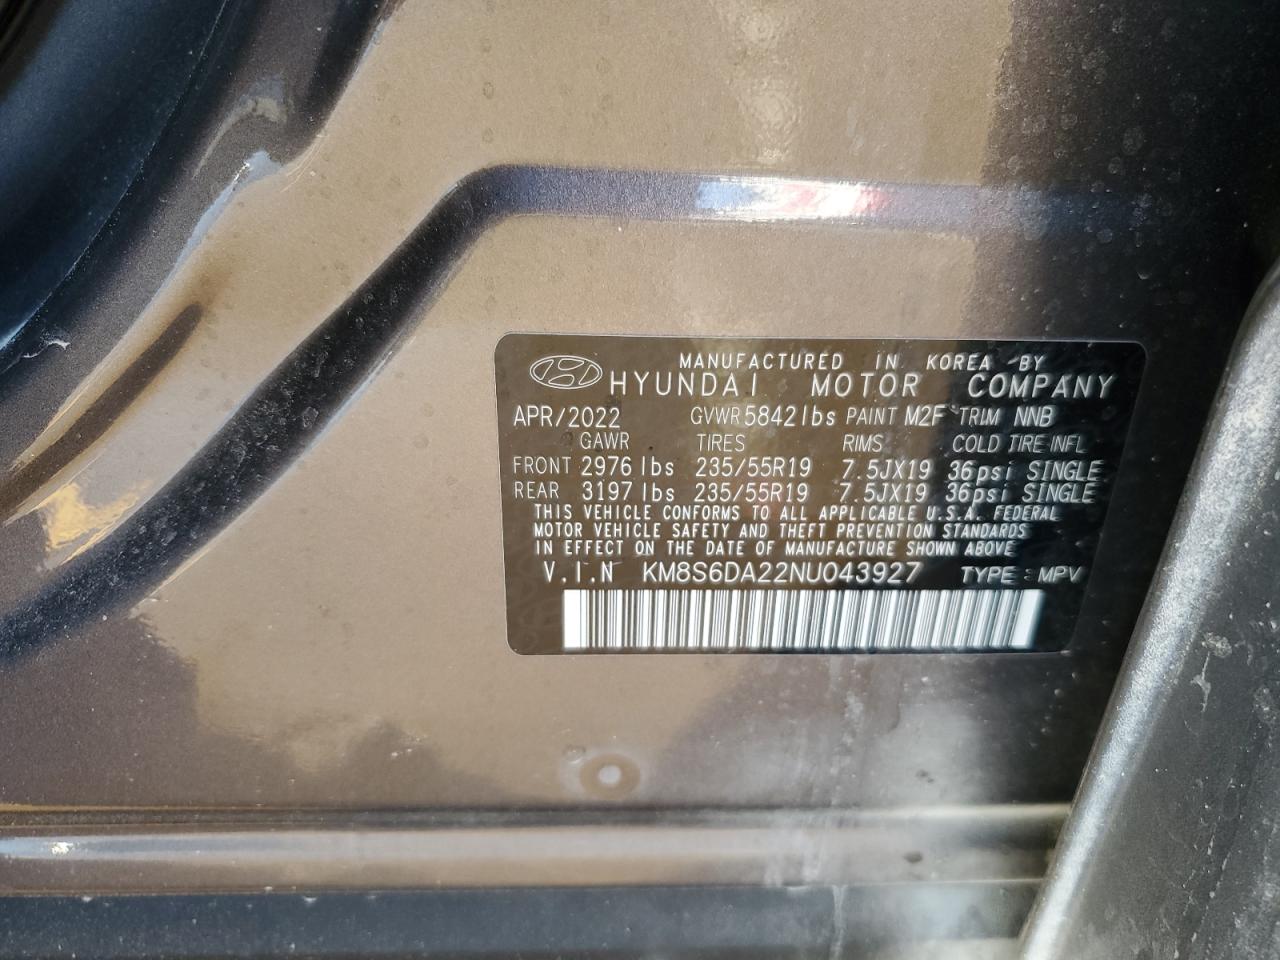 MANUFACTURED IN KOREA BY
HYUNDAI MOTOR COMPANY
APR/2022 GVWR 5842 lbs PAINT M2F TRIM NNB
GAWR TIRES RIMS COLD TIRE INFL
FRONT 2976 lbs 235/55R19 7.5JX19 36psi SINGLE
REAR 3197 lbs 235/55R19 7.5JX19 36psi SINGLE
THIS VEHICLE CONFORMS TO ALL APPLICABLE U.S.A. FEDERAL
MOTOR VEHICLE SAFETY AND THEFT PREVENTION STANDARDS
IN EFFECT ON THE DATE OF MANUFACTURE SHOWN ABOVE
V.I.N KM8S6DA22NU043927 TYPE : MPV